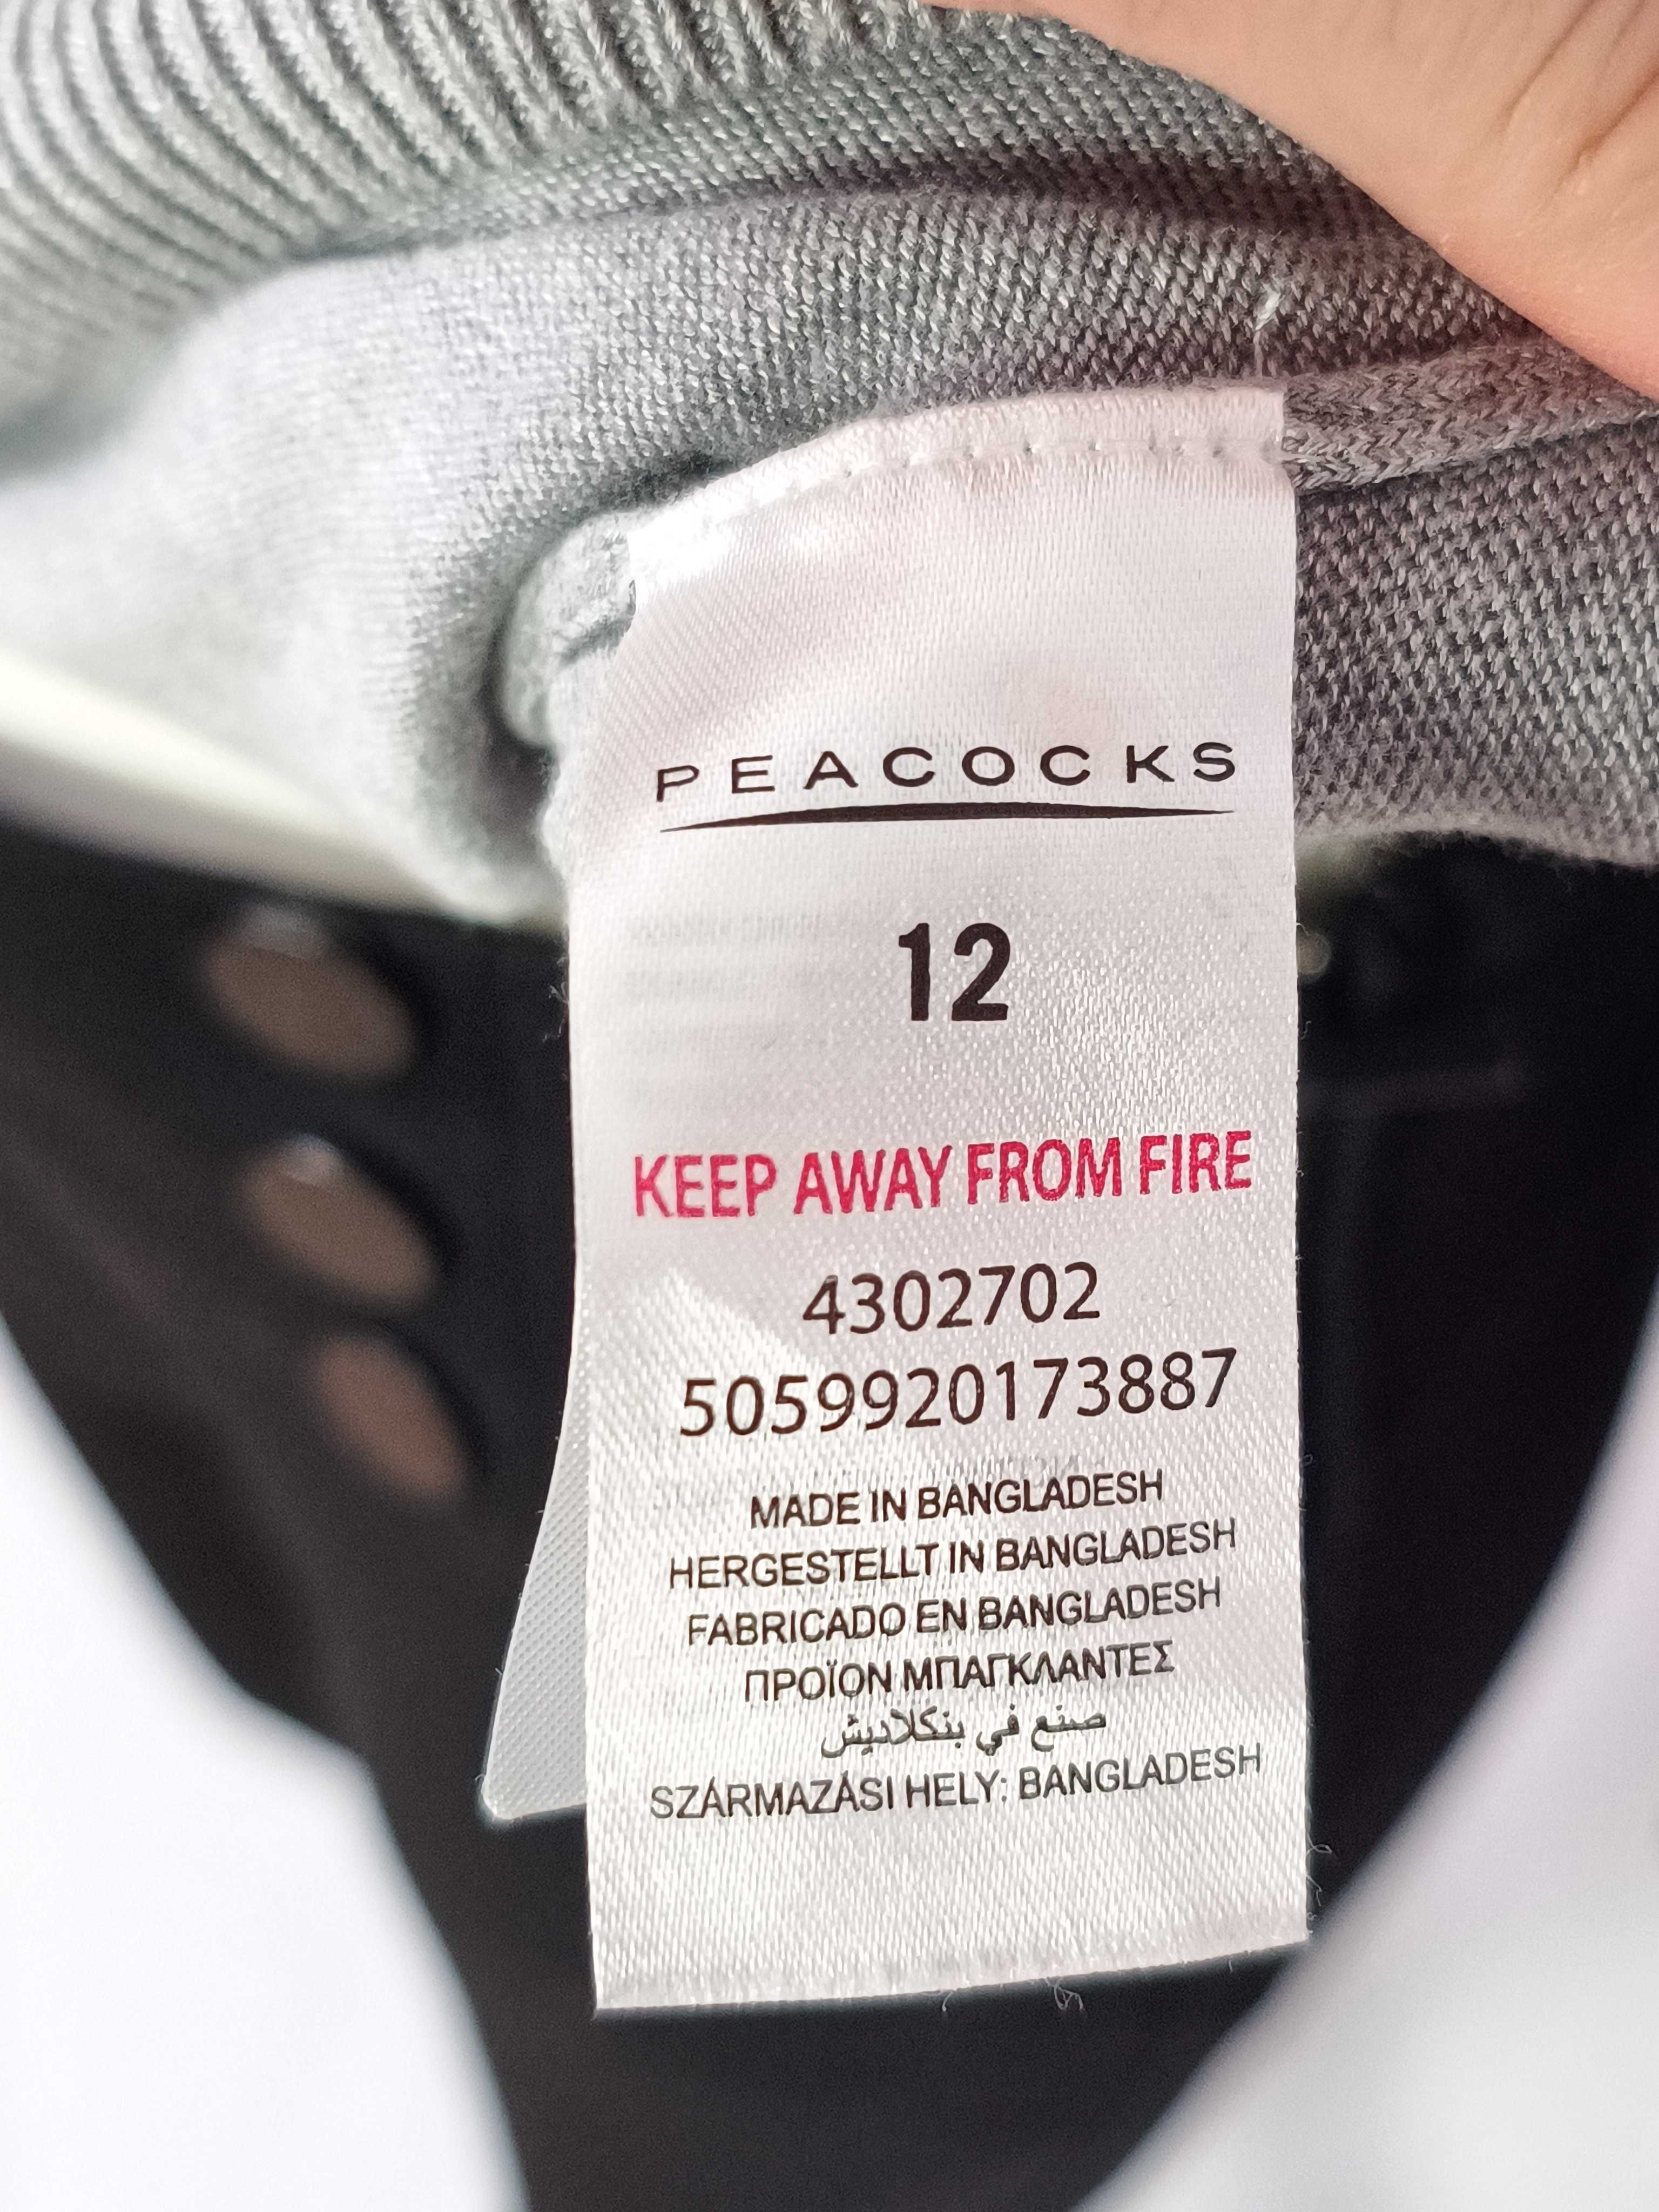 PEACOCKS
12
KEEP AWAY FROM FIRE
4302702
5059920173887
MADE IN BANGLADESH
HERGESTELLT IN BANGLADESH
FABRICADO EN BANGLADESH
ΠΡΟΪΟΝ ΜΠΑΓΚΛΑΝΤΕΣ
صنع في بنكلاديش
SZÁRMAZÁSI HELY: BANGLADESH